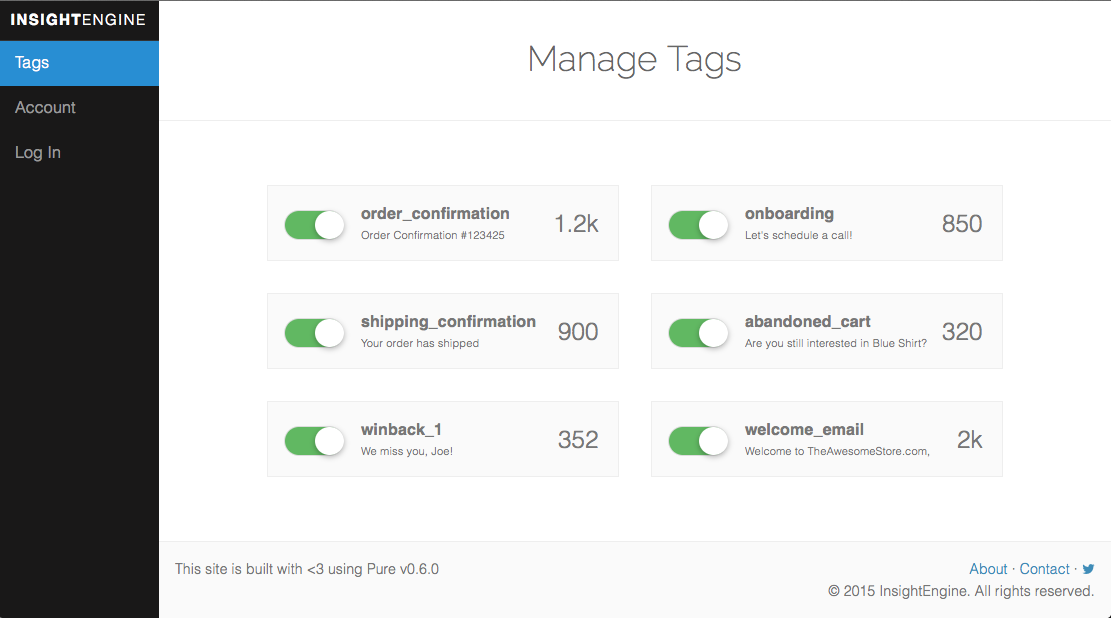 INSIGHTENGINE
Tags
Account
Log In
Manage Tags
order_confirmation
Order Confirmation #123425
1.2k
onboarding
Let's schedule a call!
850
shipping_confirmation
Your order has shipped
900
abandoned_cart
Are you still interested in Blue Shirt?
320
winback_1
We miss you, Joe!
352
welcome_email
Welcome to TheAwesomeStore.com,
2k
This site is built with <3 using Pure v0.6.0
About · Contact ·
© 2015 InsightEngine. All rights reserved.